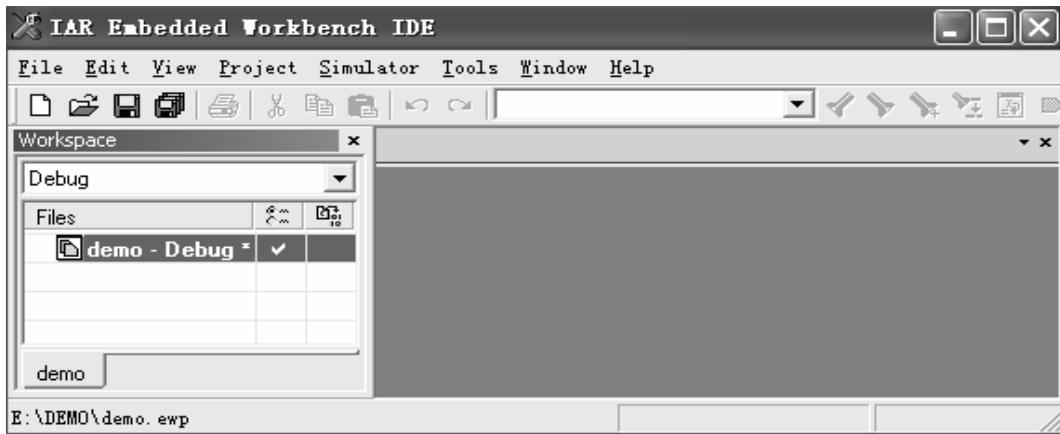 IAR Embedded Workbench IDE
File Edit View Project Simulator Tools Window Help
Workspace
Debug
Files
demo - Debug *
demo
E:\DEMO\demo.ewp